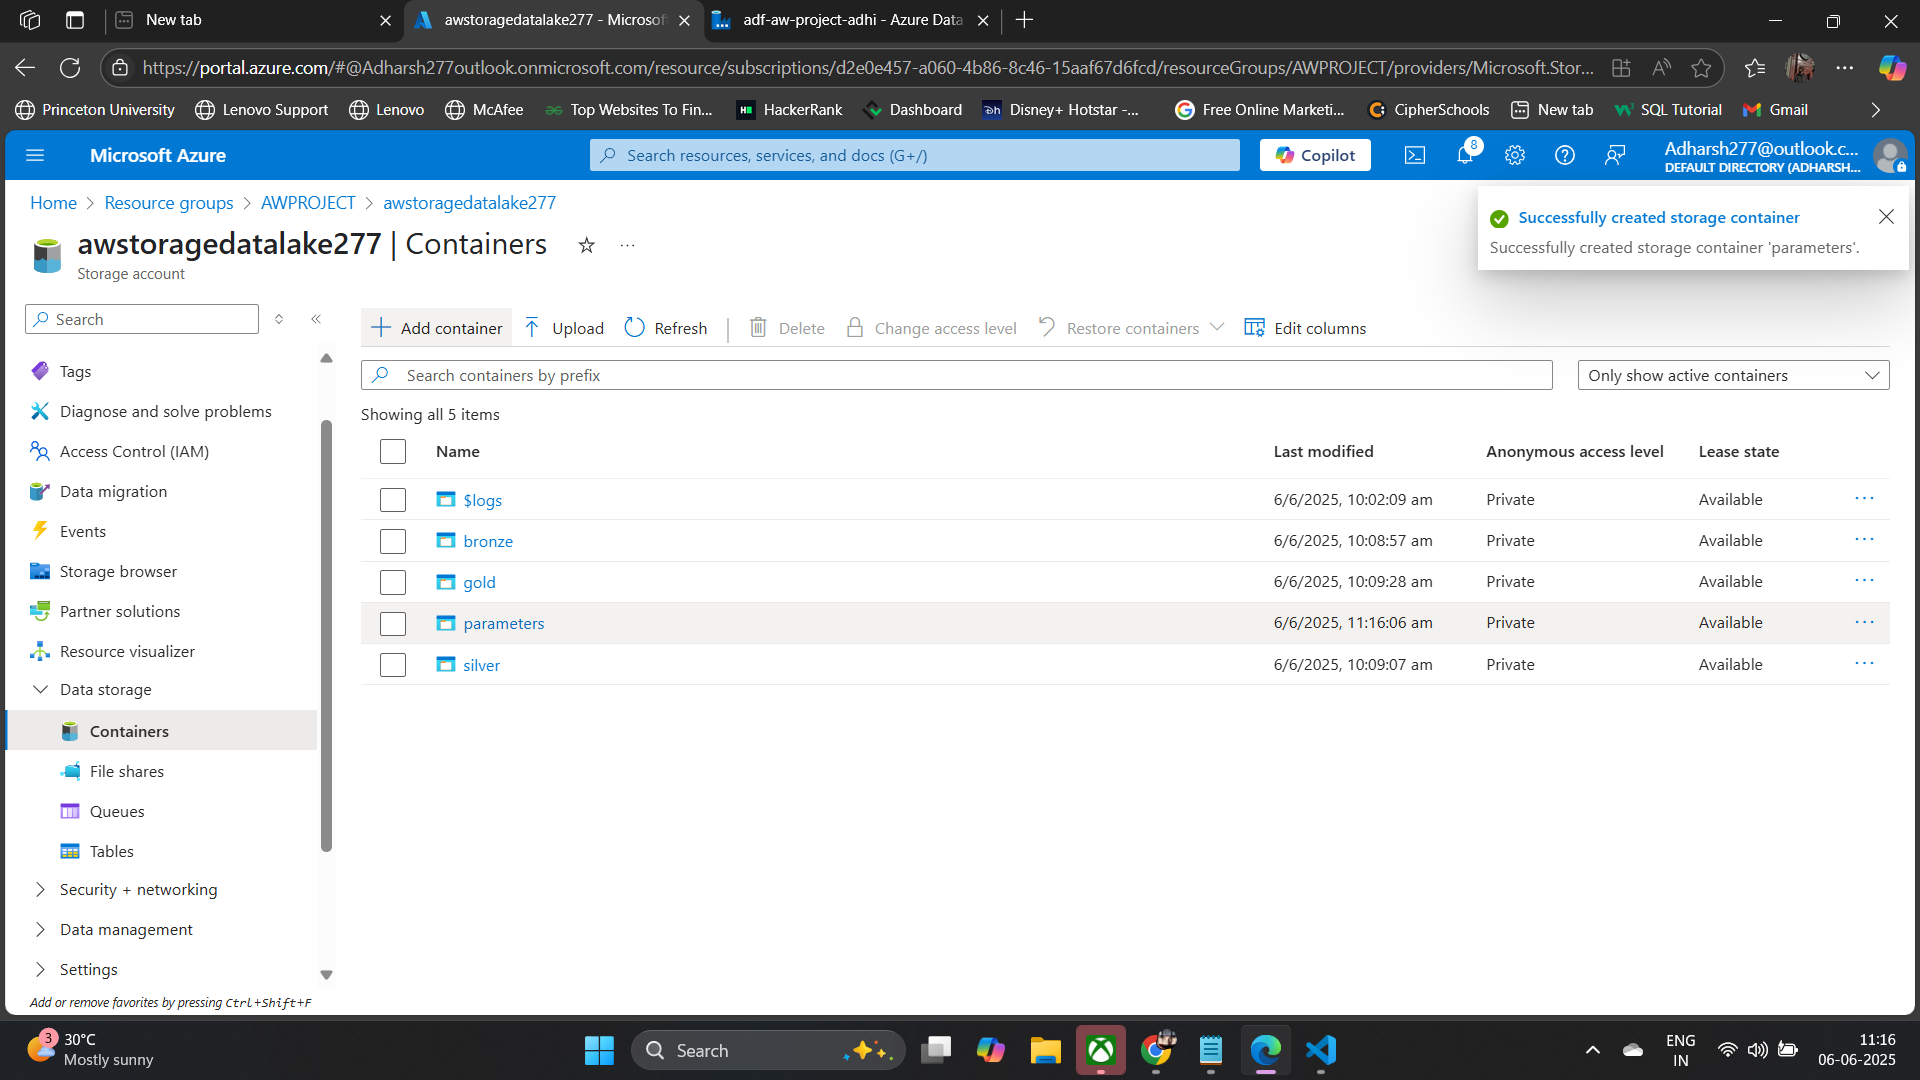 New tab
awstoragedatalake277 - Microsof
adf-aw-project-adhi - Azure Data
https://portal.azure.com/#@Adharsh277outlook.onmicrosoft.com/resource/subscriptions/d2e0e457-a060-4b86-8c46-15aaf67d6fcd/resourceGroups/AWPROJECT/providers/Microsoft.Stor...
Princeton University
Lenovo Support
Lenovo
McAfee
Top Websites To Fin...
HackerRank
Dashboard
Disney+ Hotstar -...
Free Online Marketi...
CipherSchools
New tab
SQL Tutorial
Gmail
Microsoft Azure
Search resources, services, and docs (G+/)
Copilot
8
Adharsh277@outlook.c...
DEFAULT DIRECTORY (ADHARSH...
Home > Resource groups > AWPROJECT > awstoragedatalake277
Successfully created storage container
Successfully created storage container 'parameters'.
awstoragedatalake277 | Containers
Storage account
Search
Add container
Upload
Refresh
Delete
Change access level
Restore containers
Edit columns
Search containers by prefix
Only show active containers
Showing all 5 items
Name Last modified Anonymous access level Lease state
$logs 6/6/2025, 10:02:09 am Private Available
bronze 6/6/2025, 10:08:57 am Private Available
gold 6/6/2025, 10:09:28 am Private Available
parameters 6/6/2025, 11:16:06 am Private Available
silver 6/6/2025, 10:09:07 am Private Available
Tags
Diagnose and solve problems
Access Control (IAM)
Data migration
Events
Storage browser
Partner solutions
Resource visualizer
Data storage
Containers
File shares
Queues
Tables
Security + networking
Data management
Settings
Add or remove favorites by pressing Ctrl+Shift+F
3
30°C
Mostly sunny
Search
ENG
IN
11:16
06-06-2025